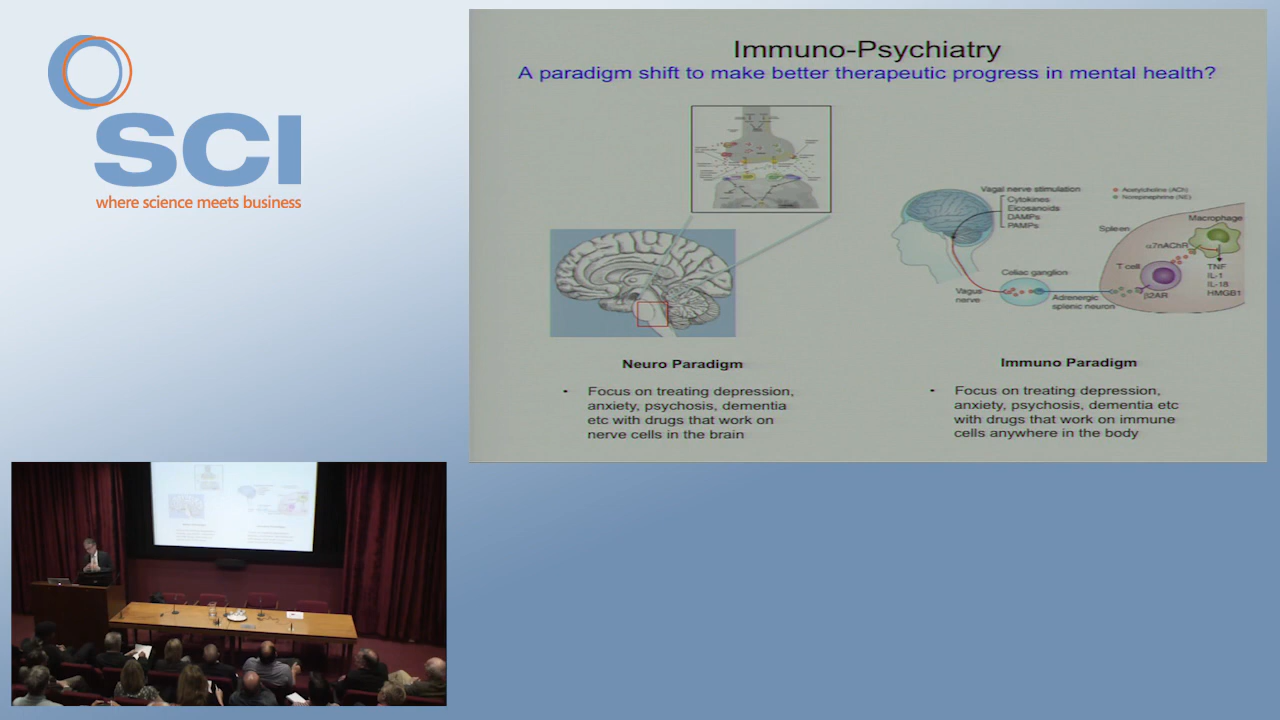 SCI
where science meets business
Immuno-Psychiatry
A paradigm shift to make better therapeutic progress in mental health?
Vagal nerve stimulation
Cytokines
Eicosanoids
DAMPs
PAMPs
Acetylcholine (ACh)
Norepinephrine (NE)
Spleen
Macrophage
α7nAChR
T cell
TNF
IL-1
IL-18
HMGB1
β2AR
Celiac ganglion
Vagus
nerve
Adrenergic
splenic neuron
Neuro Paradigm
• Focus on treating depression,
anxiety, psychosis, dementia
etc with drugs that work on
nerve cells in the brain
Immuno Paradigm
• Focus on treating depression,
anxiety, psychosis, dementia etc
with drugs that work on immune
cells anywhere in the body